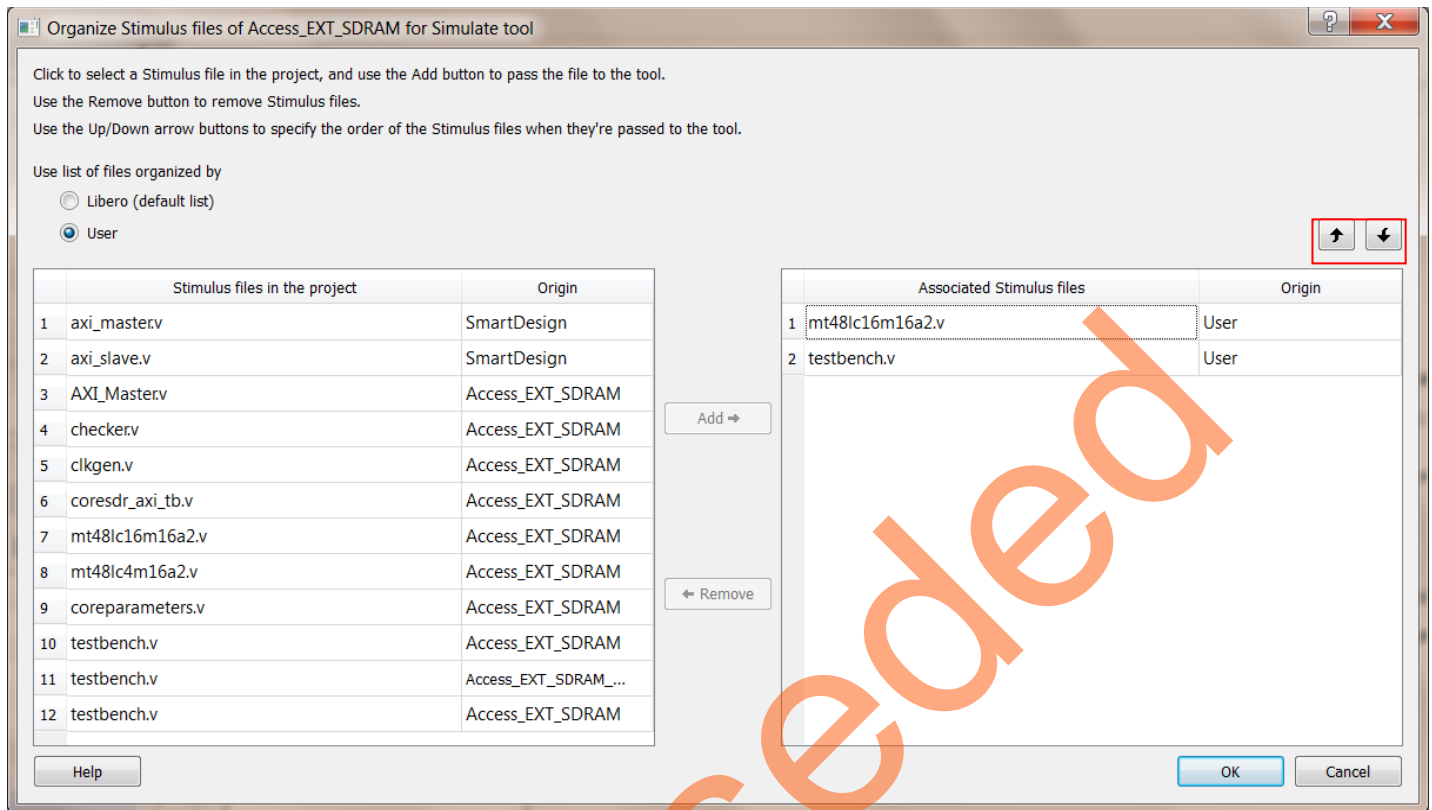 Organize Stimulus files of Access_EXT_SDRAM for Simulate tool
Click to select a Stimulus file in the project, and use the Add button to pass the file to the tool.
Use the Remove button to remove Stimulus files.
Use the Up/Down arrow buttons to specify the order of the Stimulus files when they're passed to the tool.
Use list of files organized by
Libero (default list)
User
Stimulus files in the project Origin
1 axi_master.v SmartDesign
2 axi_slave.v SmartDesign
3 AXI_Master.v Access_EXT_SDRAM
4 checker.v Access_EXT_SDRAM
5 clkgen.v Access_EXT_SDRAM
6 coresdr_axi_tb.v Access_EXT_SDRAM
7 mt48lc16m16a2.v Access_EXT_SDRAM
8 mt48lc4m16a2.v Access_EXT_SDRAM
9 coreparameters.v Access_EXT_SDRAM
10 testbench.v Access_EXT_SDRAM
11 testbench.v Access_EXT_SDRAM_...
12 testbench.v Access_EXT_SDRAM
Add
Remove
Associated Stimulus files Origin
1 mt48lc16m16a2.v User
2 testbench.v User
Help
OK
Cancel
eded